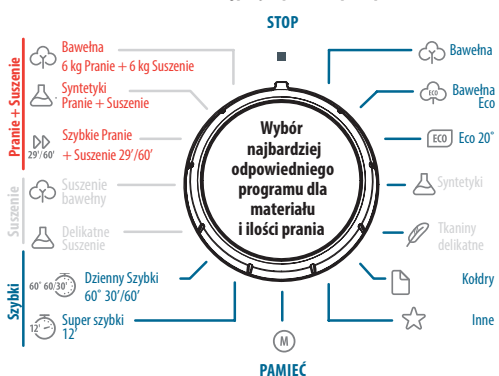 STOP
Pranie + Suszenie
Bawełna
6 kg Pranie + 6 kg Suszenie
Syntetyki
Pranie + Suszenie
29'/60'
Szybkie Pranie
+ Suszenie 29'/60'
Suszenie
Suszenie
bawełny
Delikatne
Suszenie
Szybki
60° 60/30'
Dzienny Szybki
60° 30'/60'
12'
Super szybki
12'
Wybór
najbardziej
odpowiedniego
programu dla
materiału
i ilości prania
Bawełna
ECO
Bawełna
Eco
ECO
Eco 20°
Syntetyki
Tkaniny
delikatne
Kołdry
Inne
M
PAMIEĆ